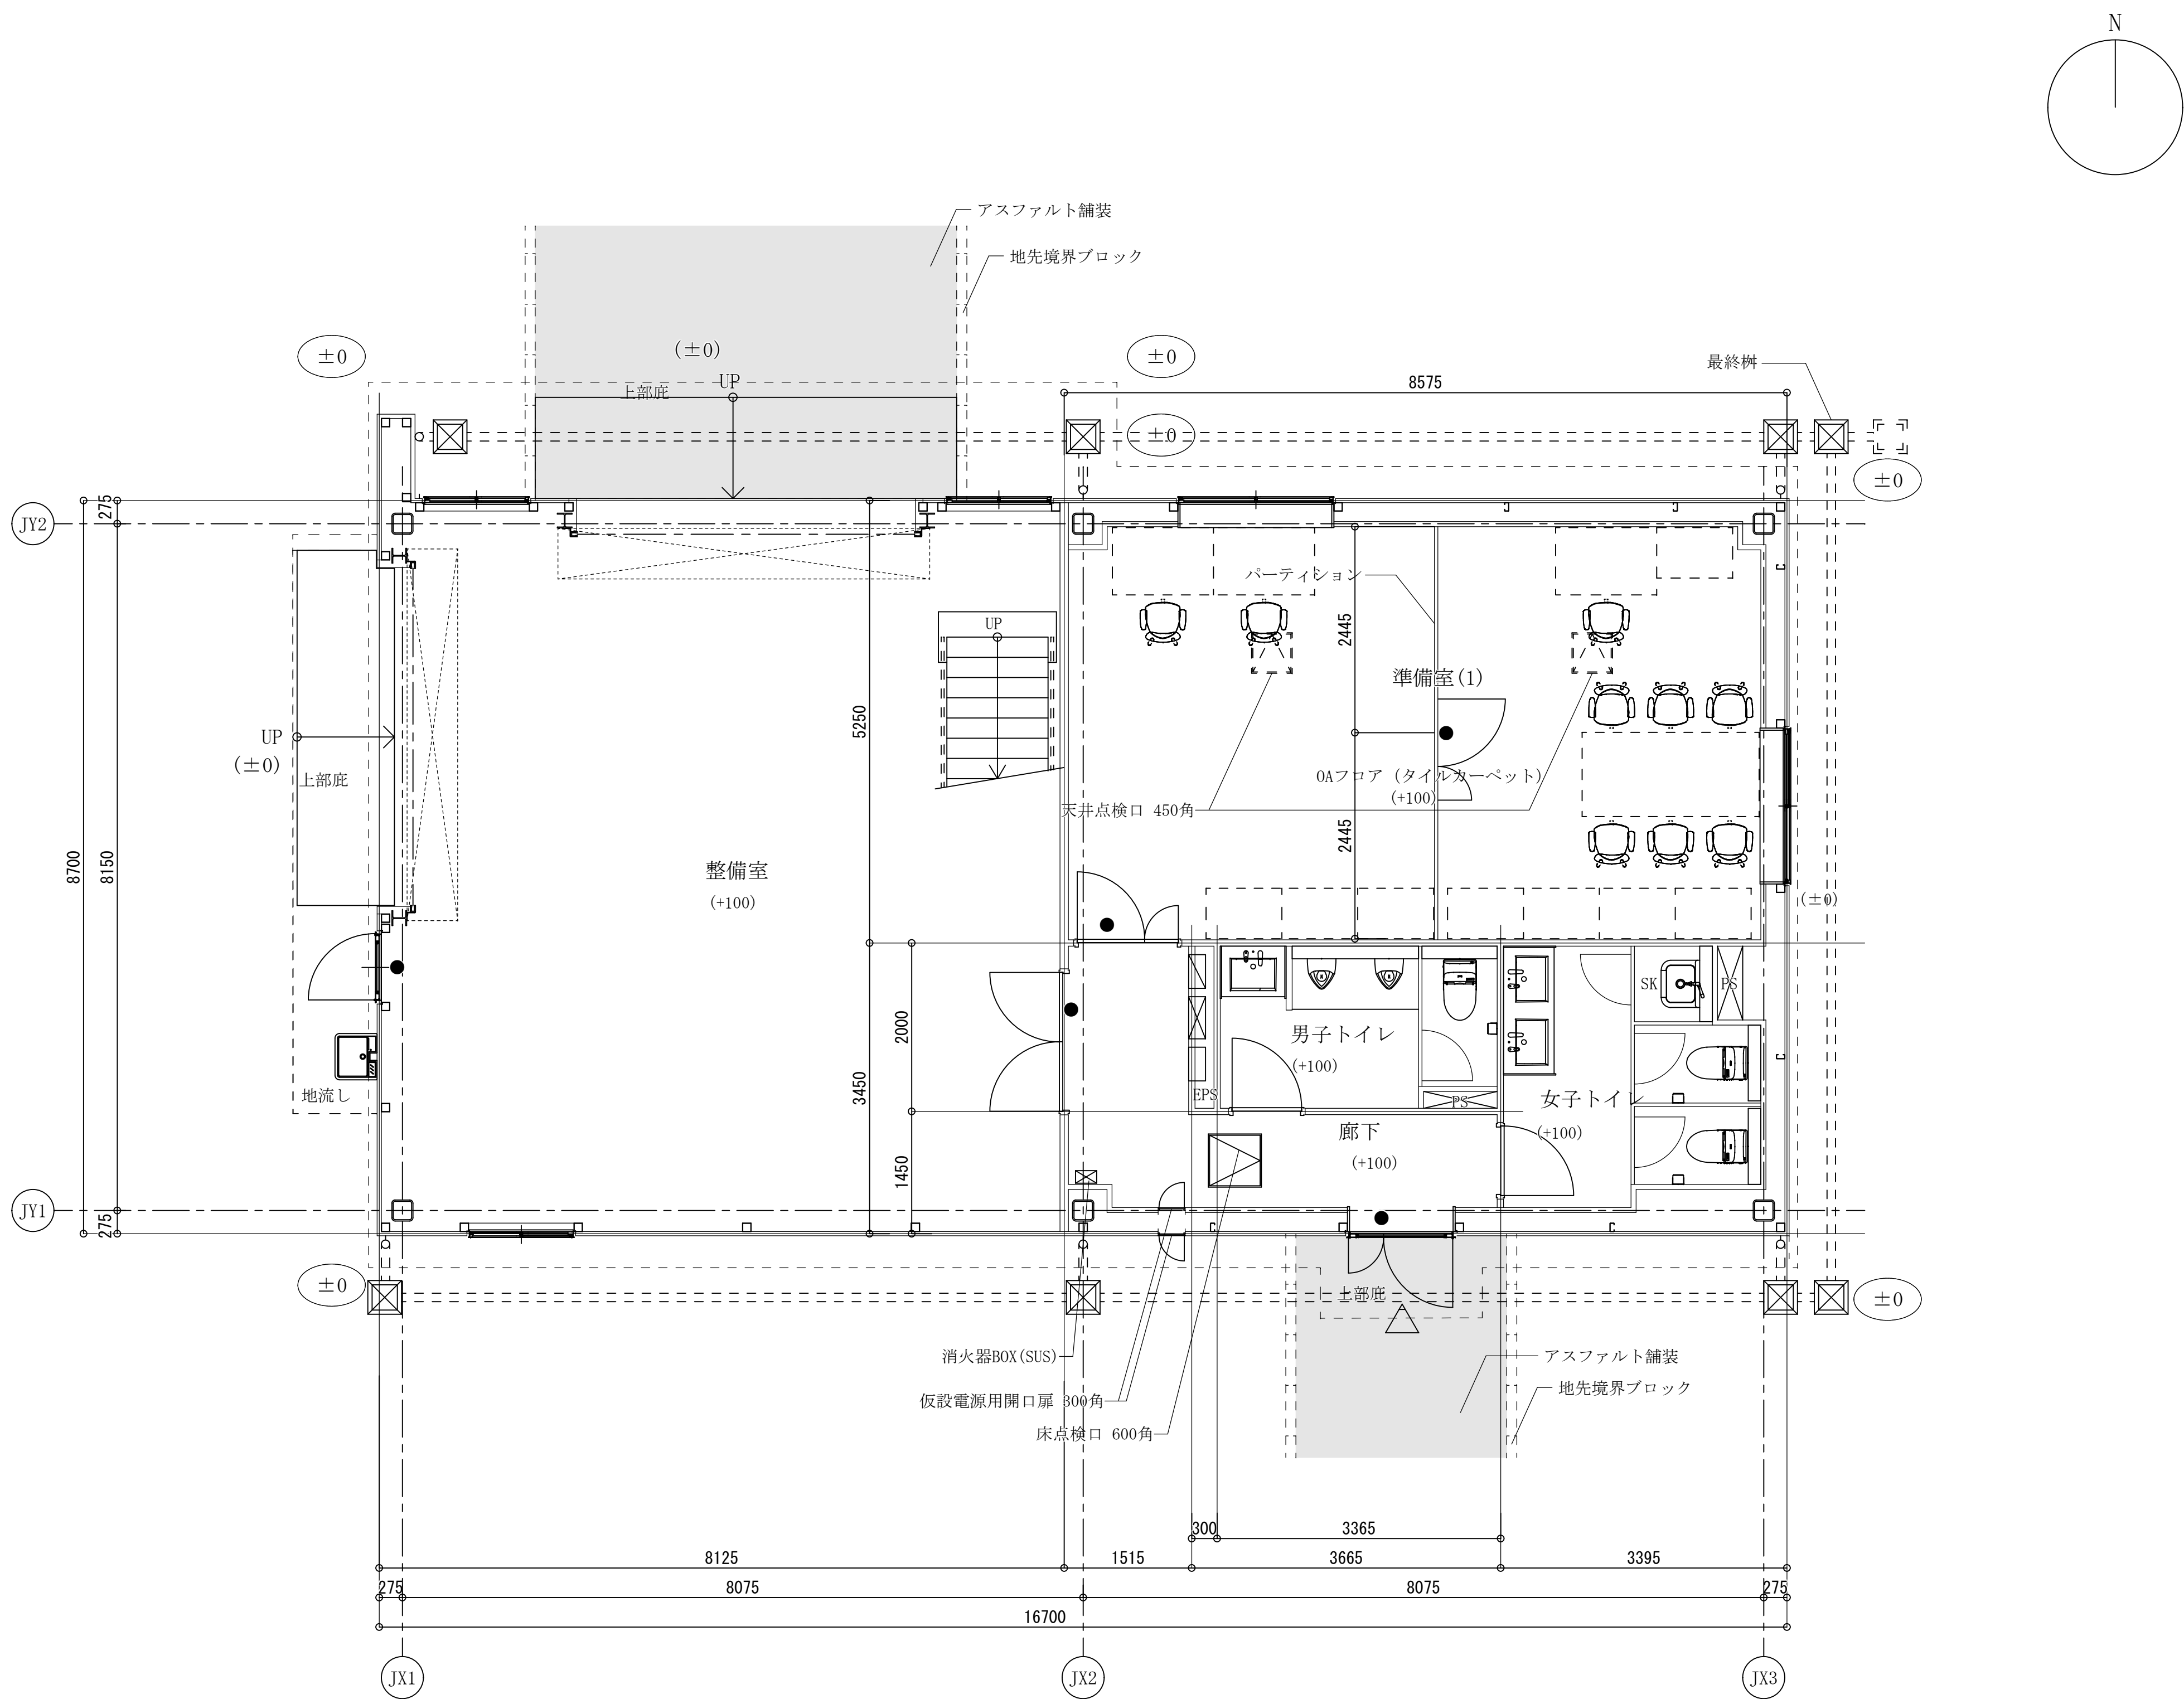 N
アスファルト舗装
地先境界ブロック
±0
(±0)
±0
最終桝
UP
上部庇
8575
±0
±0
275
JY2
パーティション
UP
2445
準備室(1)
5250
UP
(±0)
上部庇
OAフロア (タイルカーペット)
(+100)
天井点検口 450角
2445
8700
8150
整備室
(+100)
(±0)
SK
PS
2000
男子トイレ
(+100)
3450
地流し
EPS
PS
女子トイレ
(+100)
廊下
(+100)
1450
JY1
275
±0
上部庇
±0
消火器BOX(SUS)
アスファルト舗装
地先境界ブロック
仮設電源用開口扉 300角
床点検口 600角
300
3365
8125
1515
3665
3395
275
8075
8075
275
16700
JX1
JX2
JX3